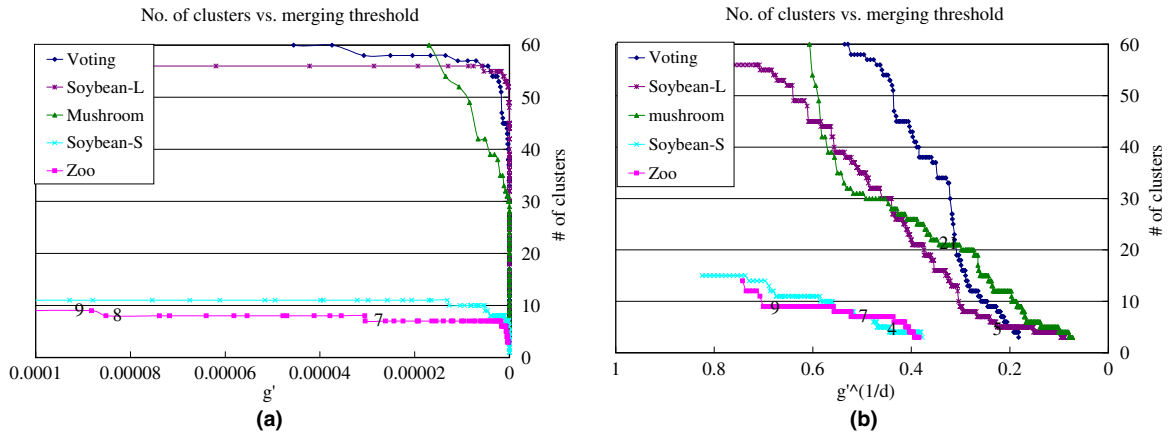 No. of clusters vs. merging threshold
Voting
Soybean-L
Mushroom
Soybean-S
Zoo
60
50
40
30
20
10
0
# of clusters
9
8
7
0.0001
0.00008
0.00006
0.00004
0.00002
0
g'
(a)
No. of clusters vs. merging threshold
Voting
Soybean-L
mushroom
Soybean-S
Zoo
60
50
40
30
20
10
0
# of clusters
21
9
7
4
5
1
0.8
0.6
0.4
0.2
0
g'^(1/d)
(b)